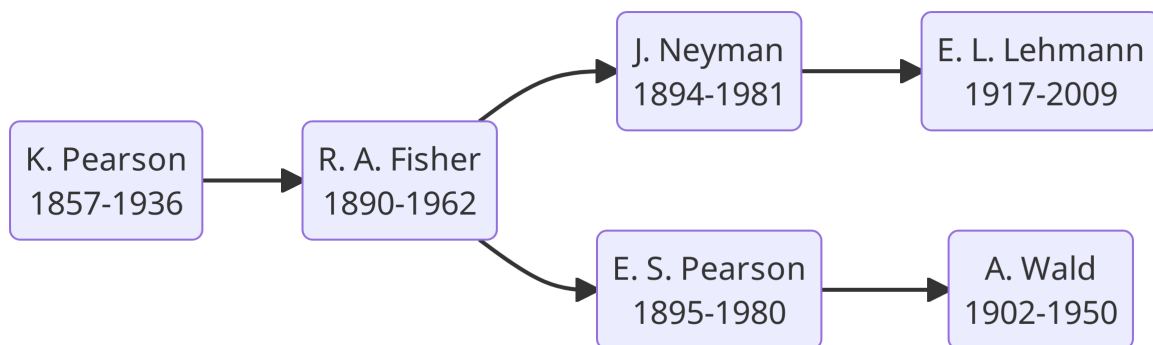 K. Pearson
1857-1936
R. A. Fisher
1890-1962
J. Neyman
1894-1981
E. L. Lehmann
1917-2009
E. S. Pearson
1895-1980
A. Wald
1902-1950